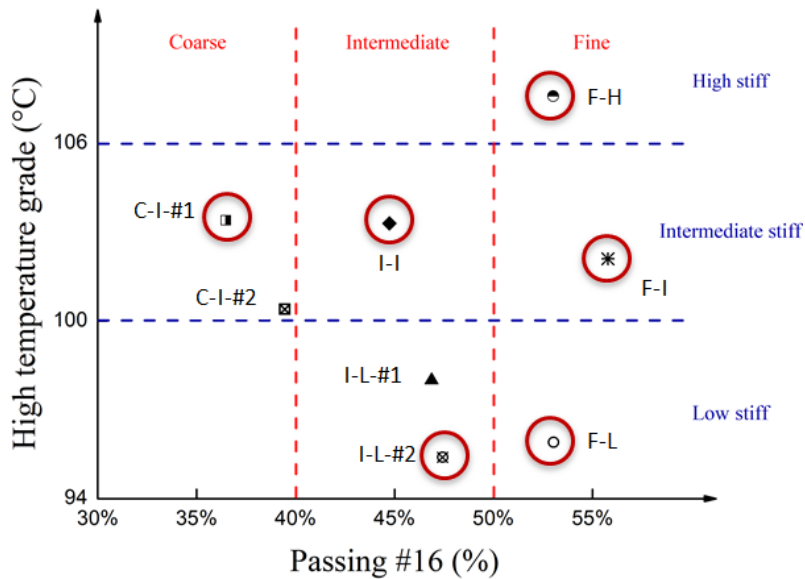 Coarse
Intermediate
Fine
High stiff
F-H
106
C-I-#1
I-I
Intermediate stiff
F-I
C-I-#2
100
I-L-#1
Low stiff
I-L-#2
F-L
94
30%
35%
40%
45%
50%
55%
High temperature grade (°C)
Passing #16 (%)